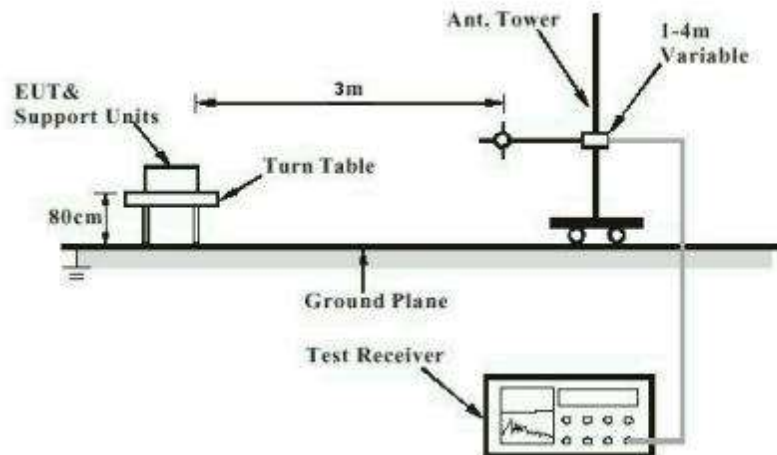 Ant. Tower
1-4m
Variable
3m
EUT&
Support Units
Turn Table
80cm
Ground Plane
Test Receiver